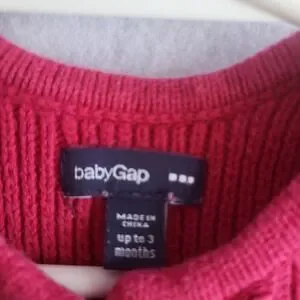 babyGap
MADE IN
CHINA
up to 3
months